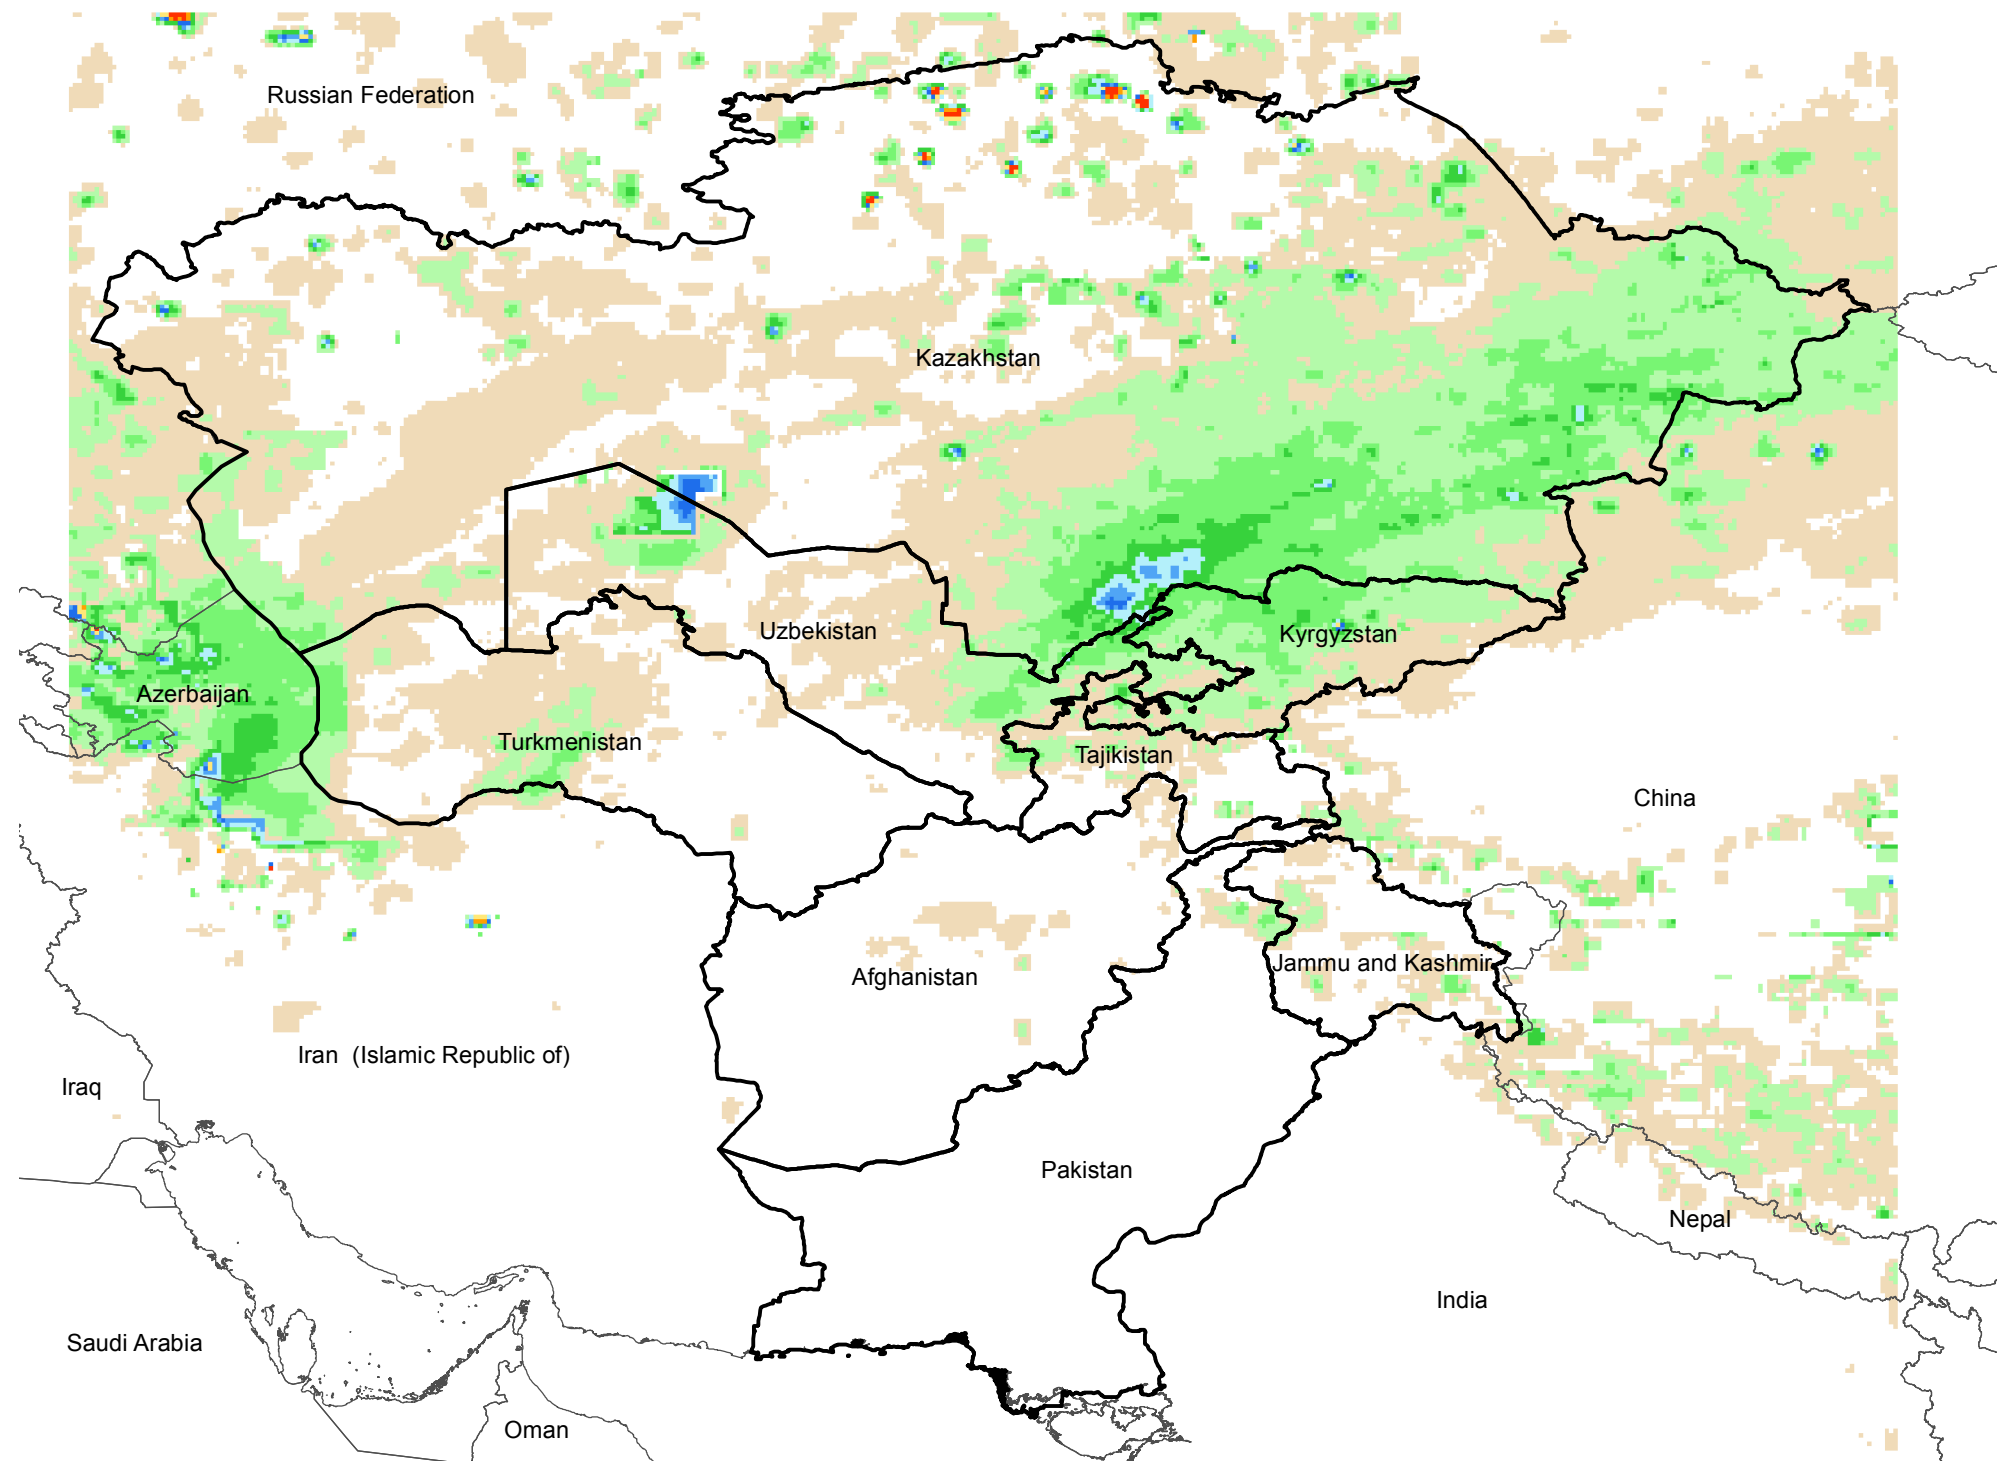 Russian Federation
Kazakhstan
Uzbekistan
Kyrgyzstan
Azerbaijan
Turkmenistan
Tajikistan
China
Jammu and Kashmir
Afghanistan
Iran  (Islamic Republic of)
Iraq
Pakistan
Nepal
India
Saudi Arabia
Oman